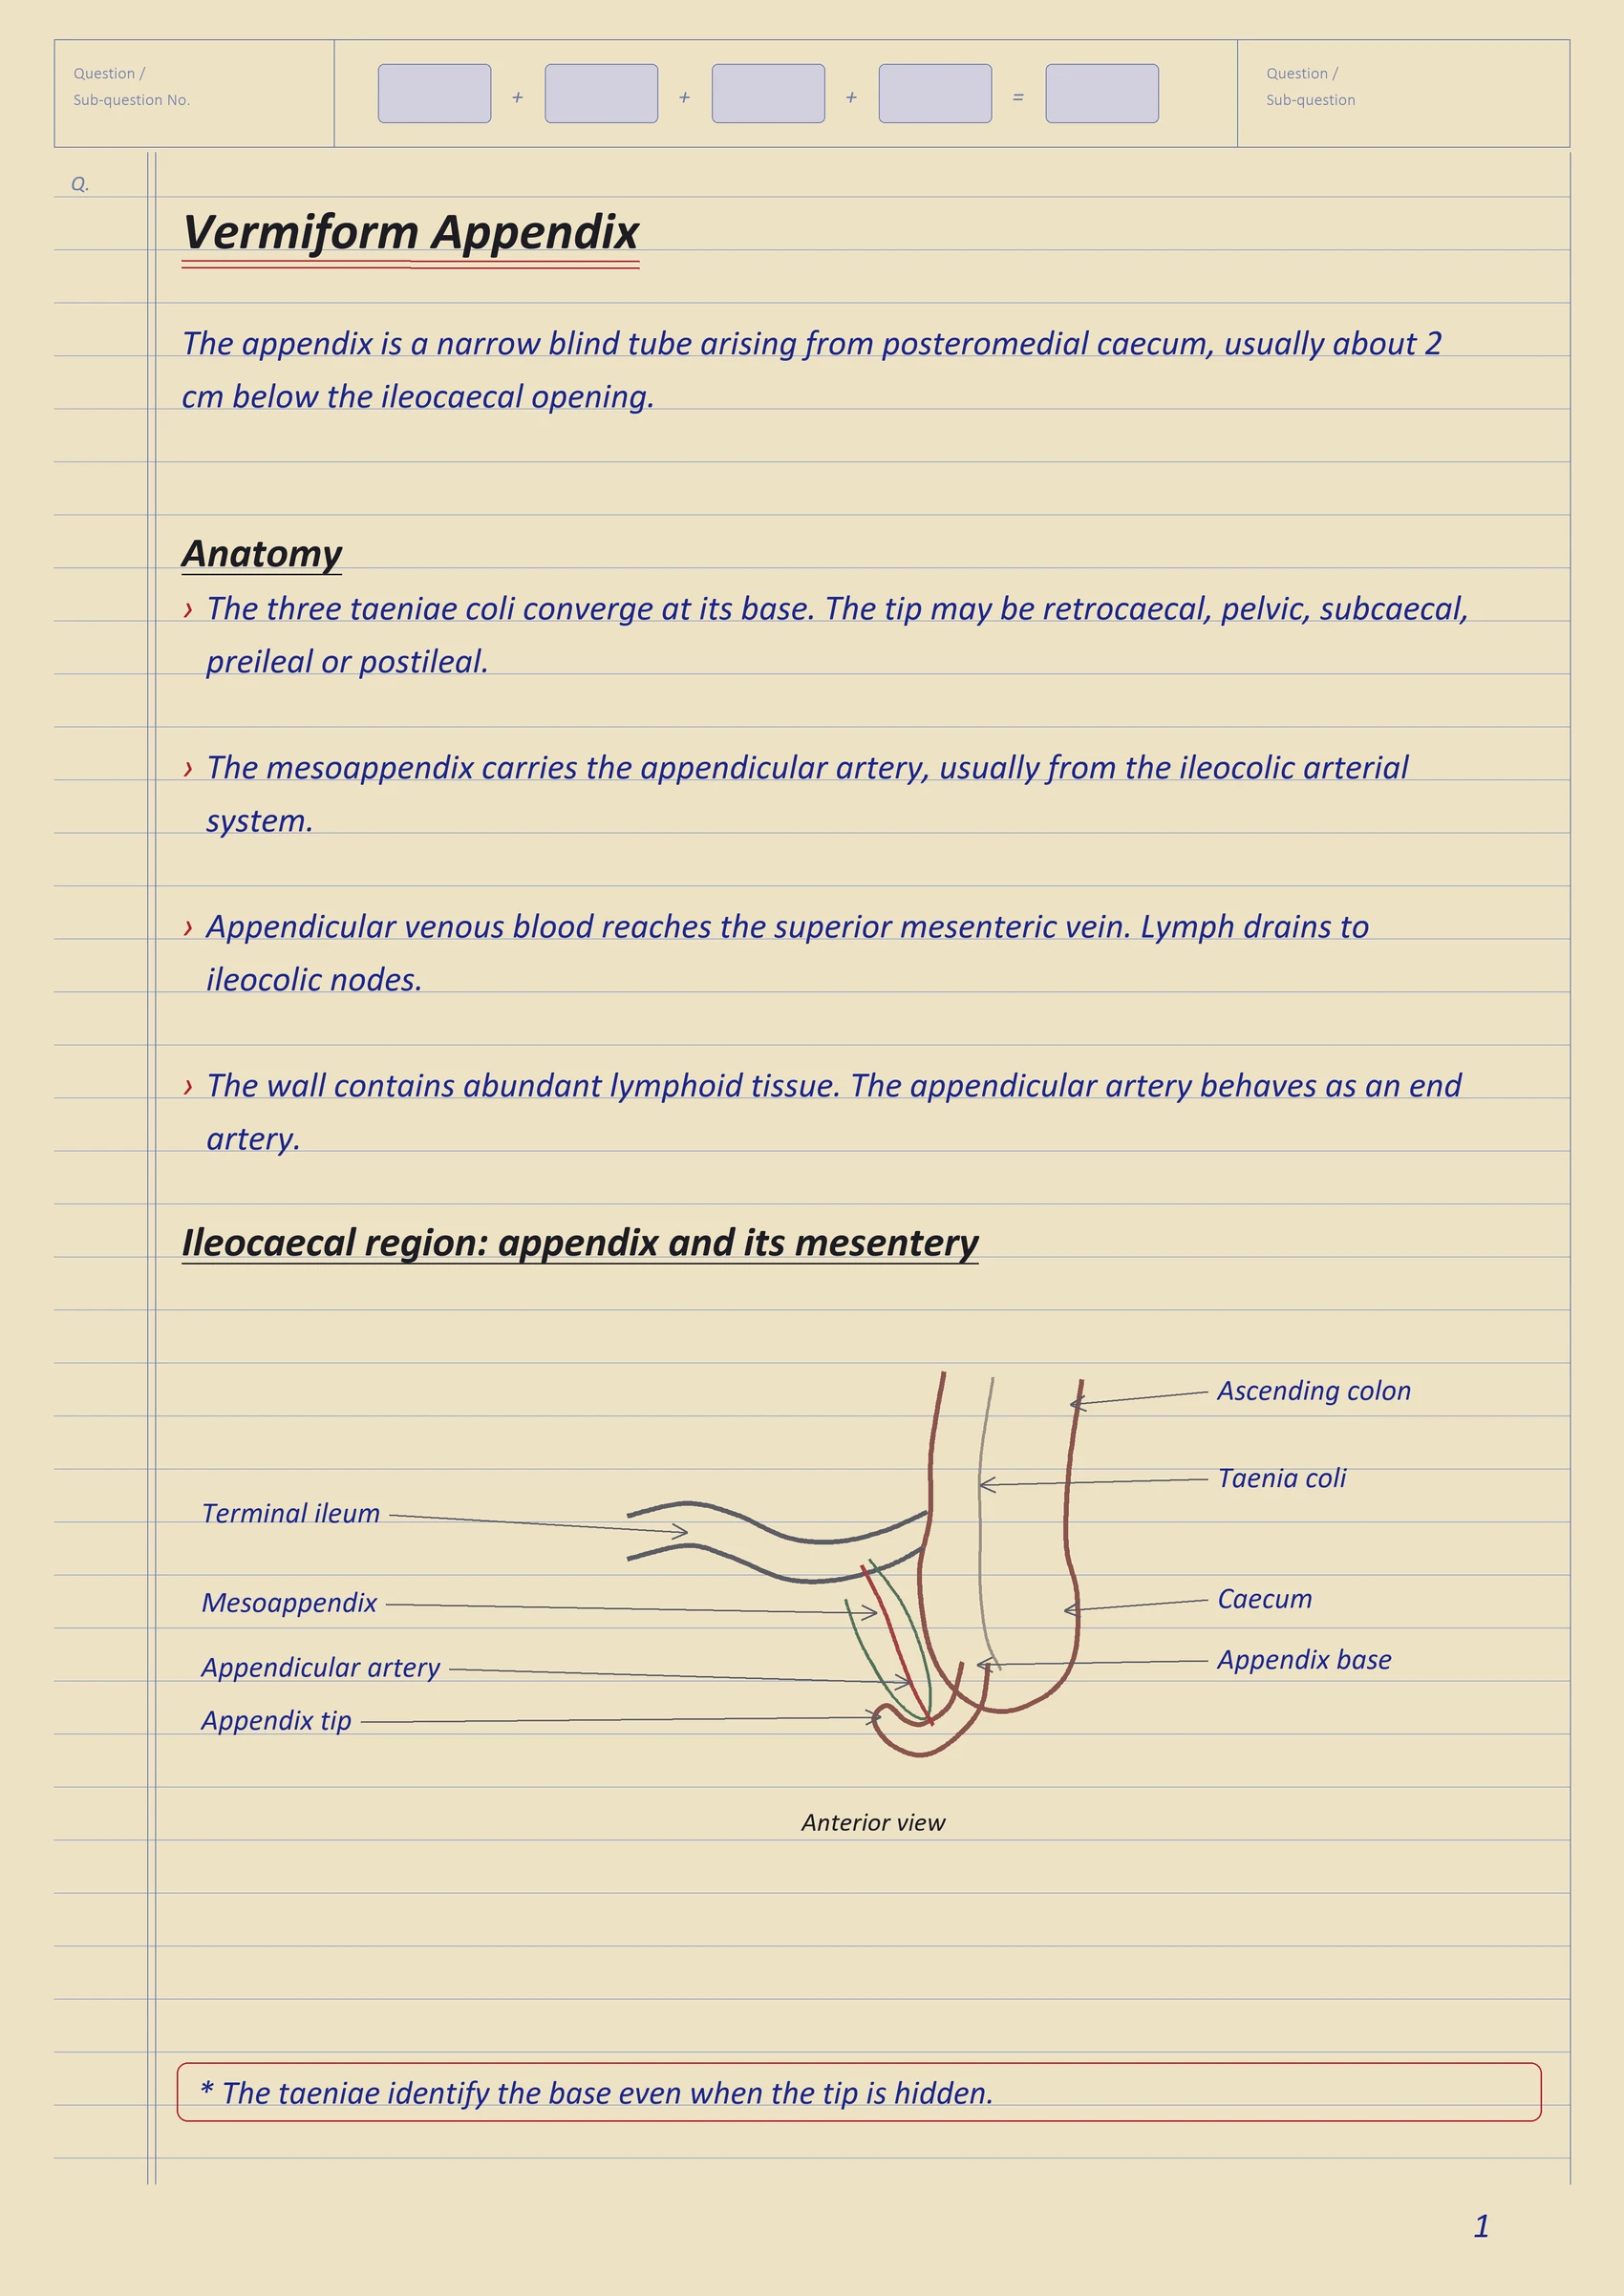 Question /
Sub-question No.
+ + + =
Question /
Sub-question
Q.
Vermiform Appendix
The appendix is a narrow blind tube arising from posteromedial caecum, usually about 2
cm below the ileocaecal opening.
Anatomy
› The three taeniae coli converge at its base. The tip may be retrocaecal, pelvic, subcaecal,
preileal or postileal.
› The mesoappendix carries the appendicular artery, usually from the ileocolic arterial
system.
› Appendicular venous blood reaches the superior mesenteric vein. Lymph drains to
ileocolic nodes.
› The wall contains abundant lymphoid tissue. The appendicular artery behaves as an end
artery.
Ileocaecal region: appendix and its mesentery
Ascending colon
Taenia coli
Terminal ileum
Caecum
Mesoappendix
Appendix base
Appendicular artery
Appendix tip
Anterior view
* The taeniae identify the base even when the tip is hidden.
1